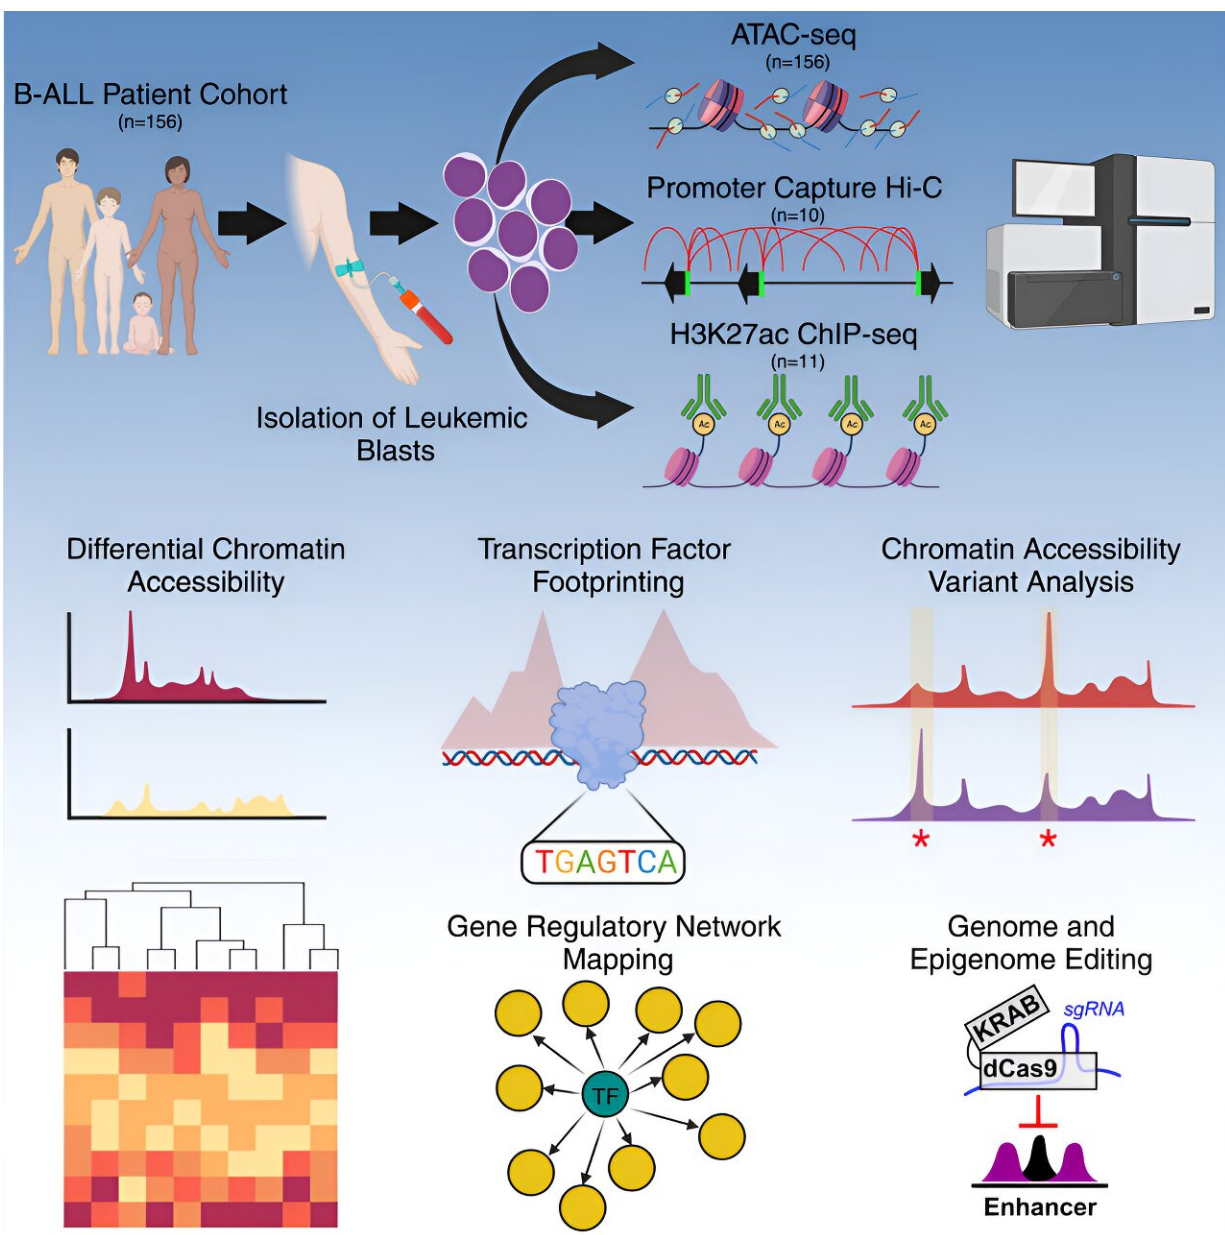 B-ALL Patient Cohort
(n=156)
ATAC-seq
(n=156)
Promoter Capture Hi-C
(n=10)
H3K27ac ChIP-seq
(n=11)
Ac
Ac
Ac
Ac
Isolation of Leukemic
Blasts
Differential Chromatin
Accessibility
Transcription Factor
Footprinting
TGAGTCA
Chromatin Accessibility
Variant Analysis
* *
Gene Regulatory Network
Mapping
TF
Genome and
Epigenome Editing
KRAB
sgRNA
dCas9
Enhancer